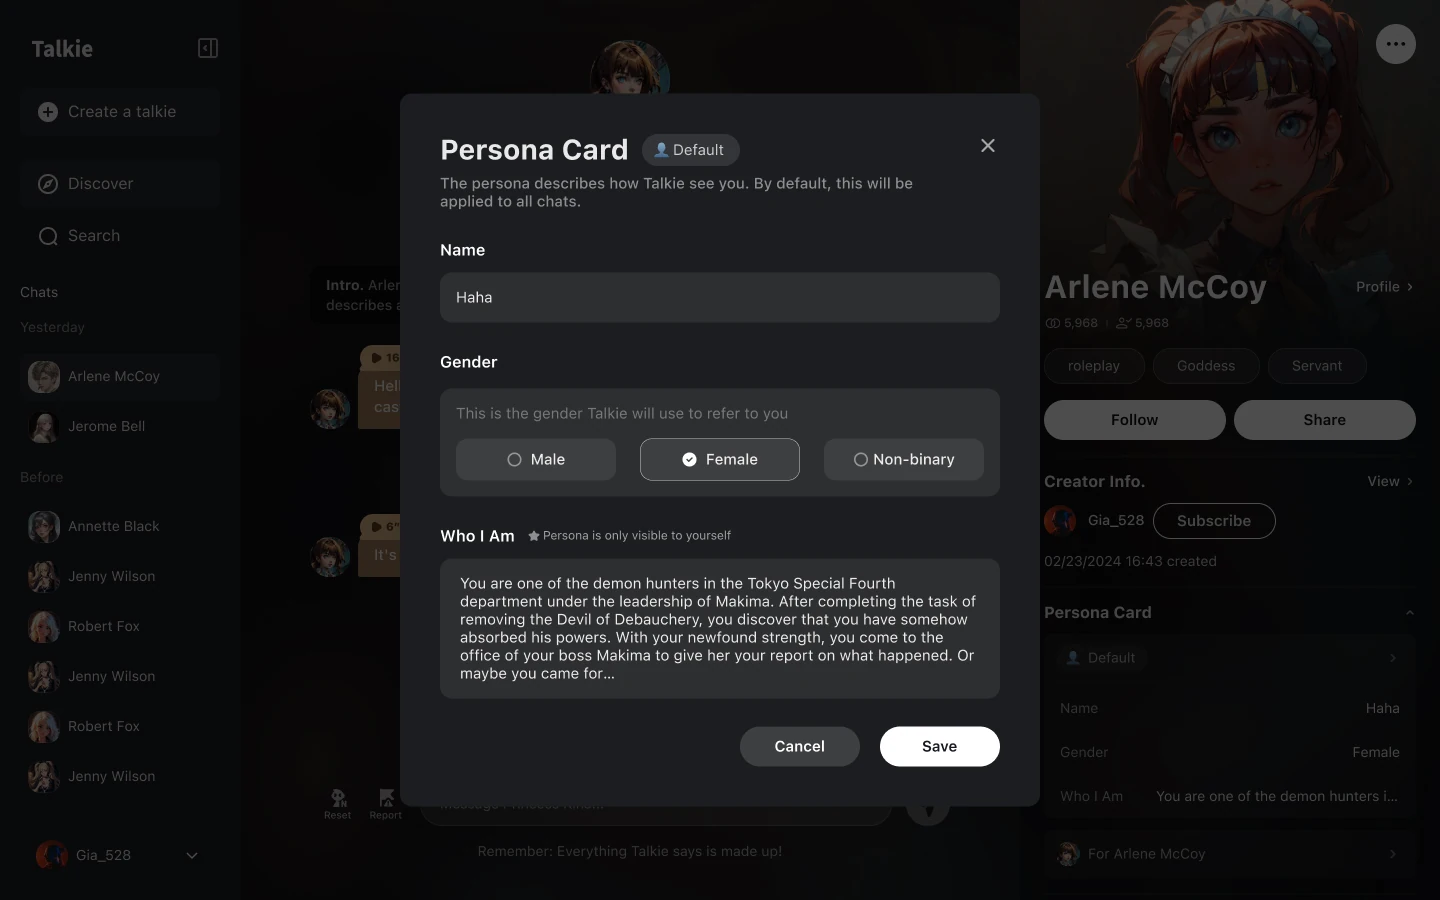 Talkie
Create a talkie
Discover
Search
Chats
Yesterday
Arlene McCoy
Jerome Bell
Before
Annette Black
Jenny Wilson
Robert Fox
Jenny Wilson
Robert Fox
Jenny Wilson
Gia_528
Intro. Arler
describes a
16
Hell
cas
6"
It's
Reset
Report
Remember: Everything Talkie says is made up!
Persona Card
Default
The persona describes how Talkie see you. By default, this will be
applied to all chats.
Name
Haha
Gender
This is the gender Talkie will use to refer to you
Male
Female
Non-binary
Who I Am
Persona is only visible to yourself
You are one of the demon hunters in the Tokyo Special Fourth
department under the leadership of Makima. After completing the task of
removing the Devil of Debauchery, you discover that you have somehow
absorbed his powers. With your newfound strength, you come to the
office of your boss Makima to give her your report on what happened. Or
maybe you came for...
Cancel
Save
Arlene McCoy
Profile
5,968
5,968
roleplay
Goddess
Servant
Follow
Share
Creator Info.
View
Gia_528
Subscribe
02/23/2024 16:43 created
Persona Card
Default
Name
Haha
Gender
Female
Who I Am
You are one of the demon hunters i...
For Arlene McCoy